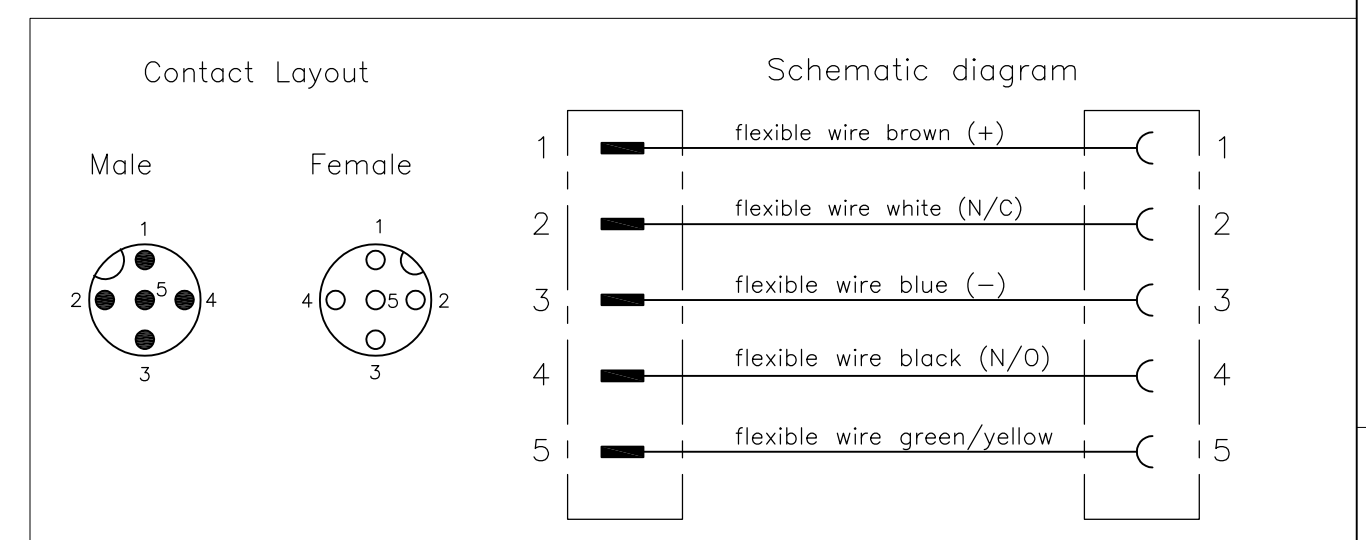 Contact Layout
Male
Female
1
2
5
4
3
1
4
5
2
3
Schematic diagram
1 flexible wire brown (+) 1
2 flexible wire white (N/C) 2
3 flexible wire blue (−) 3
4 flexible wire black (N/O) 4
5 flexible wire green/yellow 5